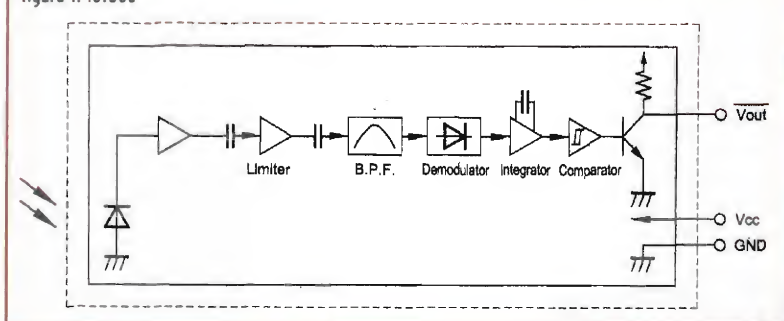 Vout
Limiter
B.P.F.
Demodulator
Integrator
Comparator
Vcc
GND